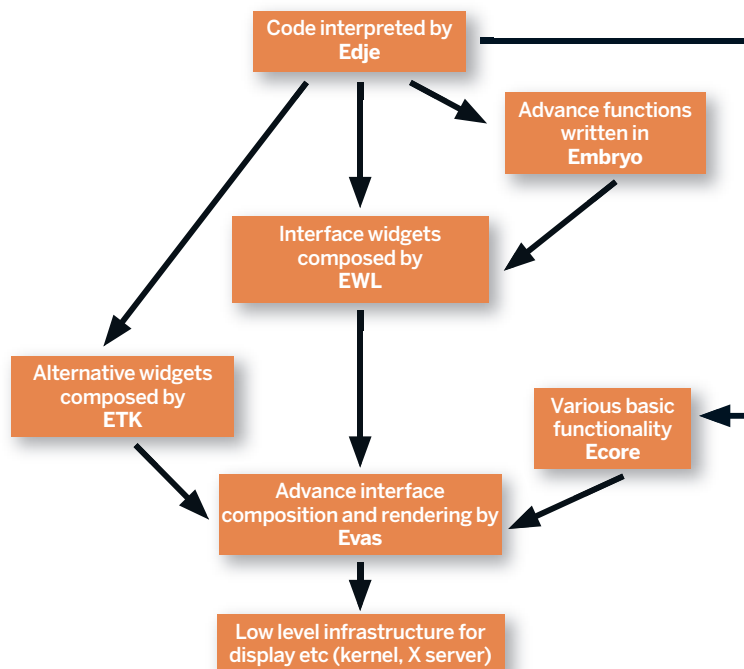 Code interpreted by
Edje
Advance functions
written in
Embryo
Interface widgets
composed by
EWL
Alternative widgets
composed by
ETK
Various basic
functionality
Ecore
Advance interface
composition and rendering by
Evas
Low level infrastructure for
display etc (kernel, X server)